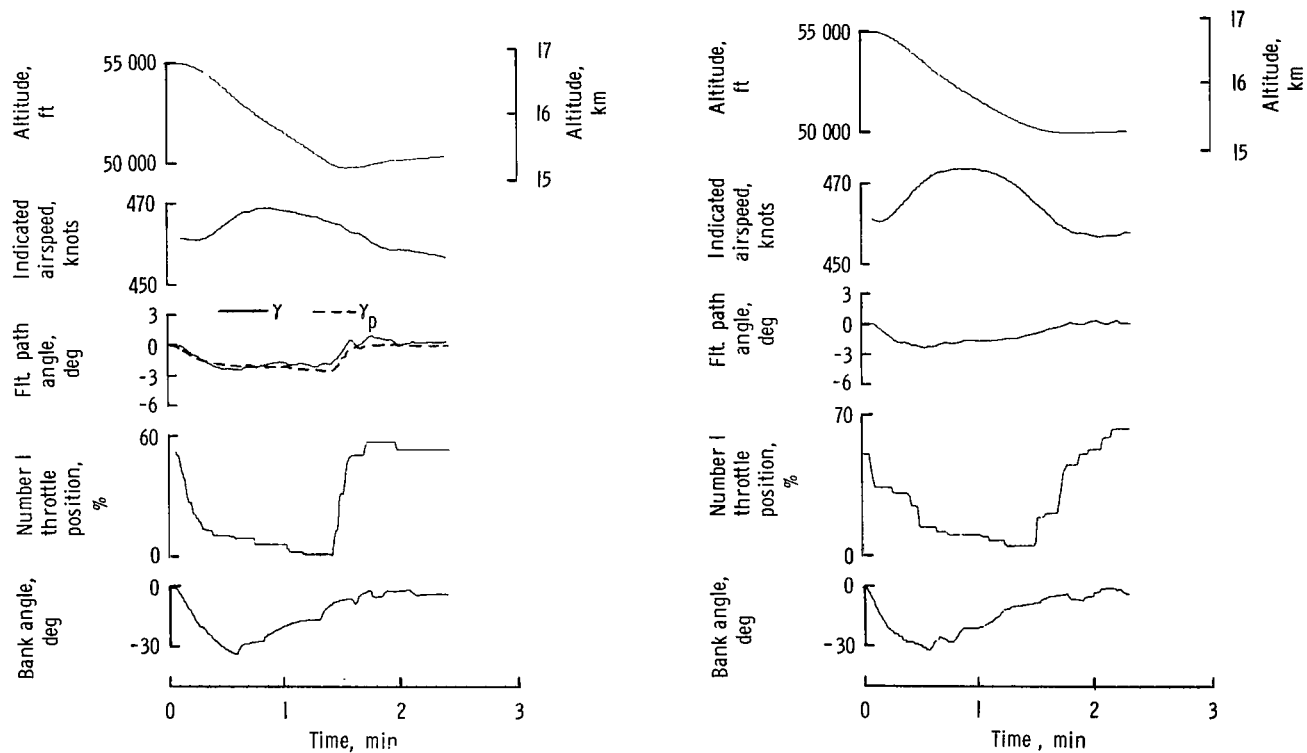 55 000
Altitude,
ft
50 000
17
16
15
Altitude,
km
470
Indicated
airspeed,
knots
450
γ
γp
3
0
-3
-6
Flt. path
angle,
deg
60
Number 1
throttle
position,
%
0
0
Bank angle,
deg
-30
0 1 2 3
Time, min
55 000
Altitude,
ft
50 000
17
16
15
Altitude,
km
470
Indicated
airspeed,
knots
450
3
0
-3
-6
Flt. path
angle,
deg
70
Number 1
throttle
position,
%
0
0
Bank angle,
deg
-30
0 1 2 3
Time, min